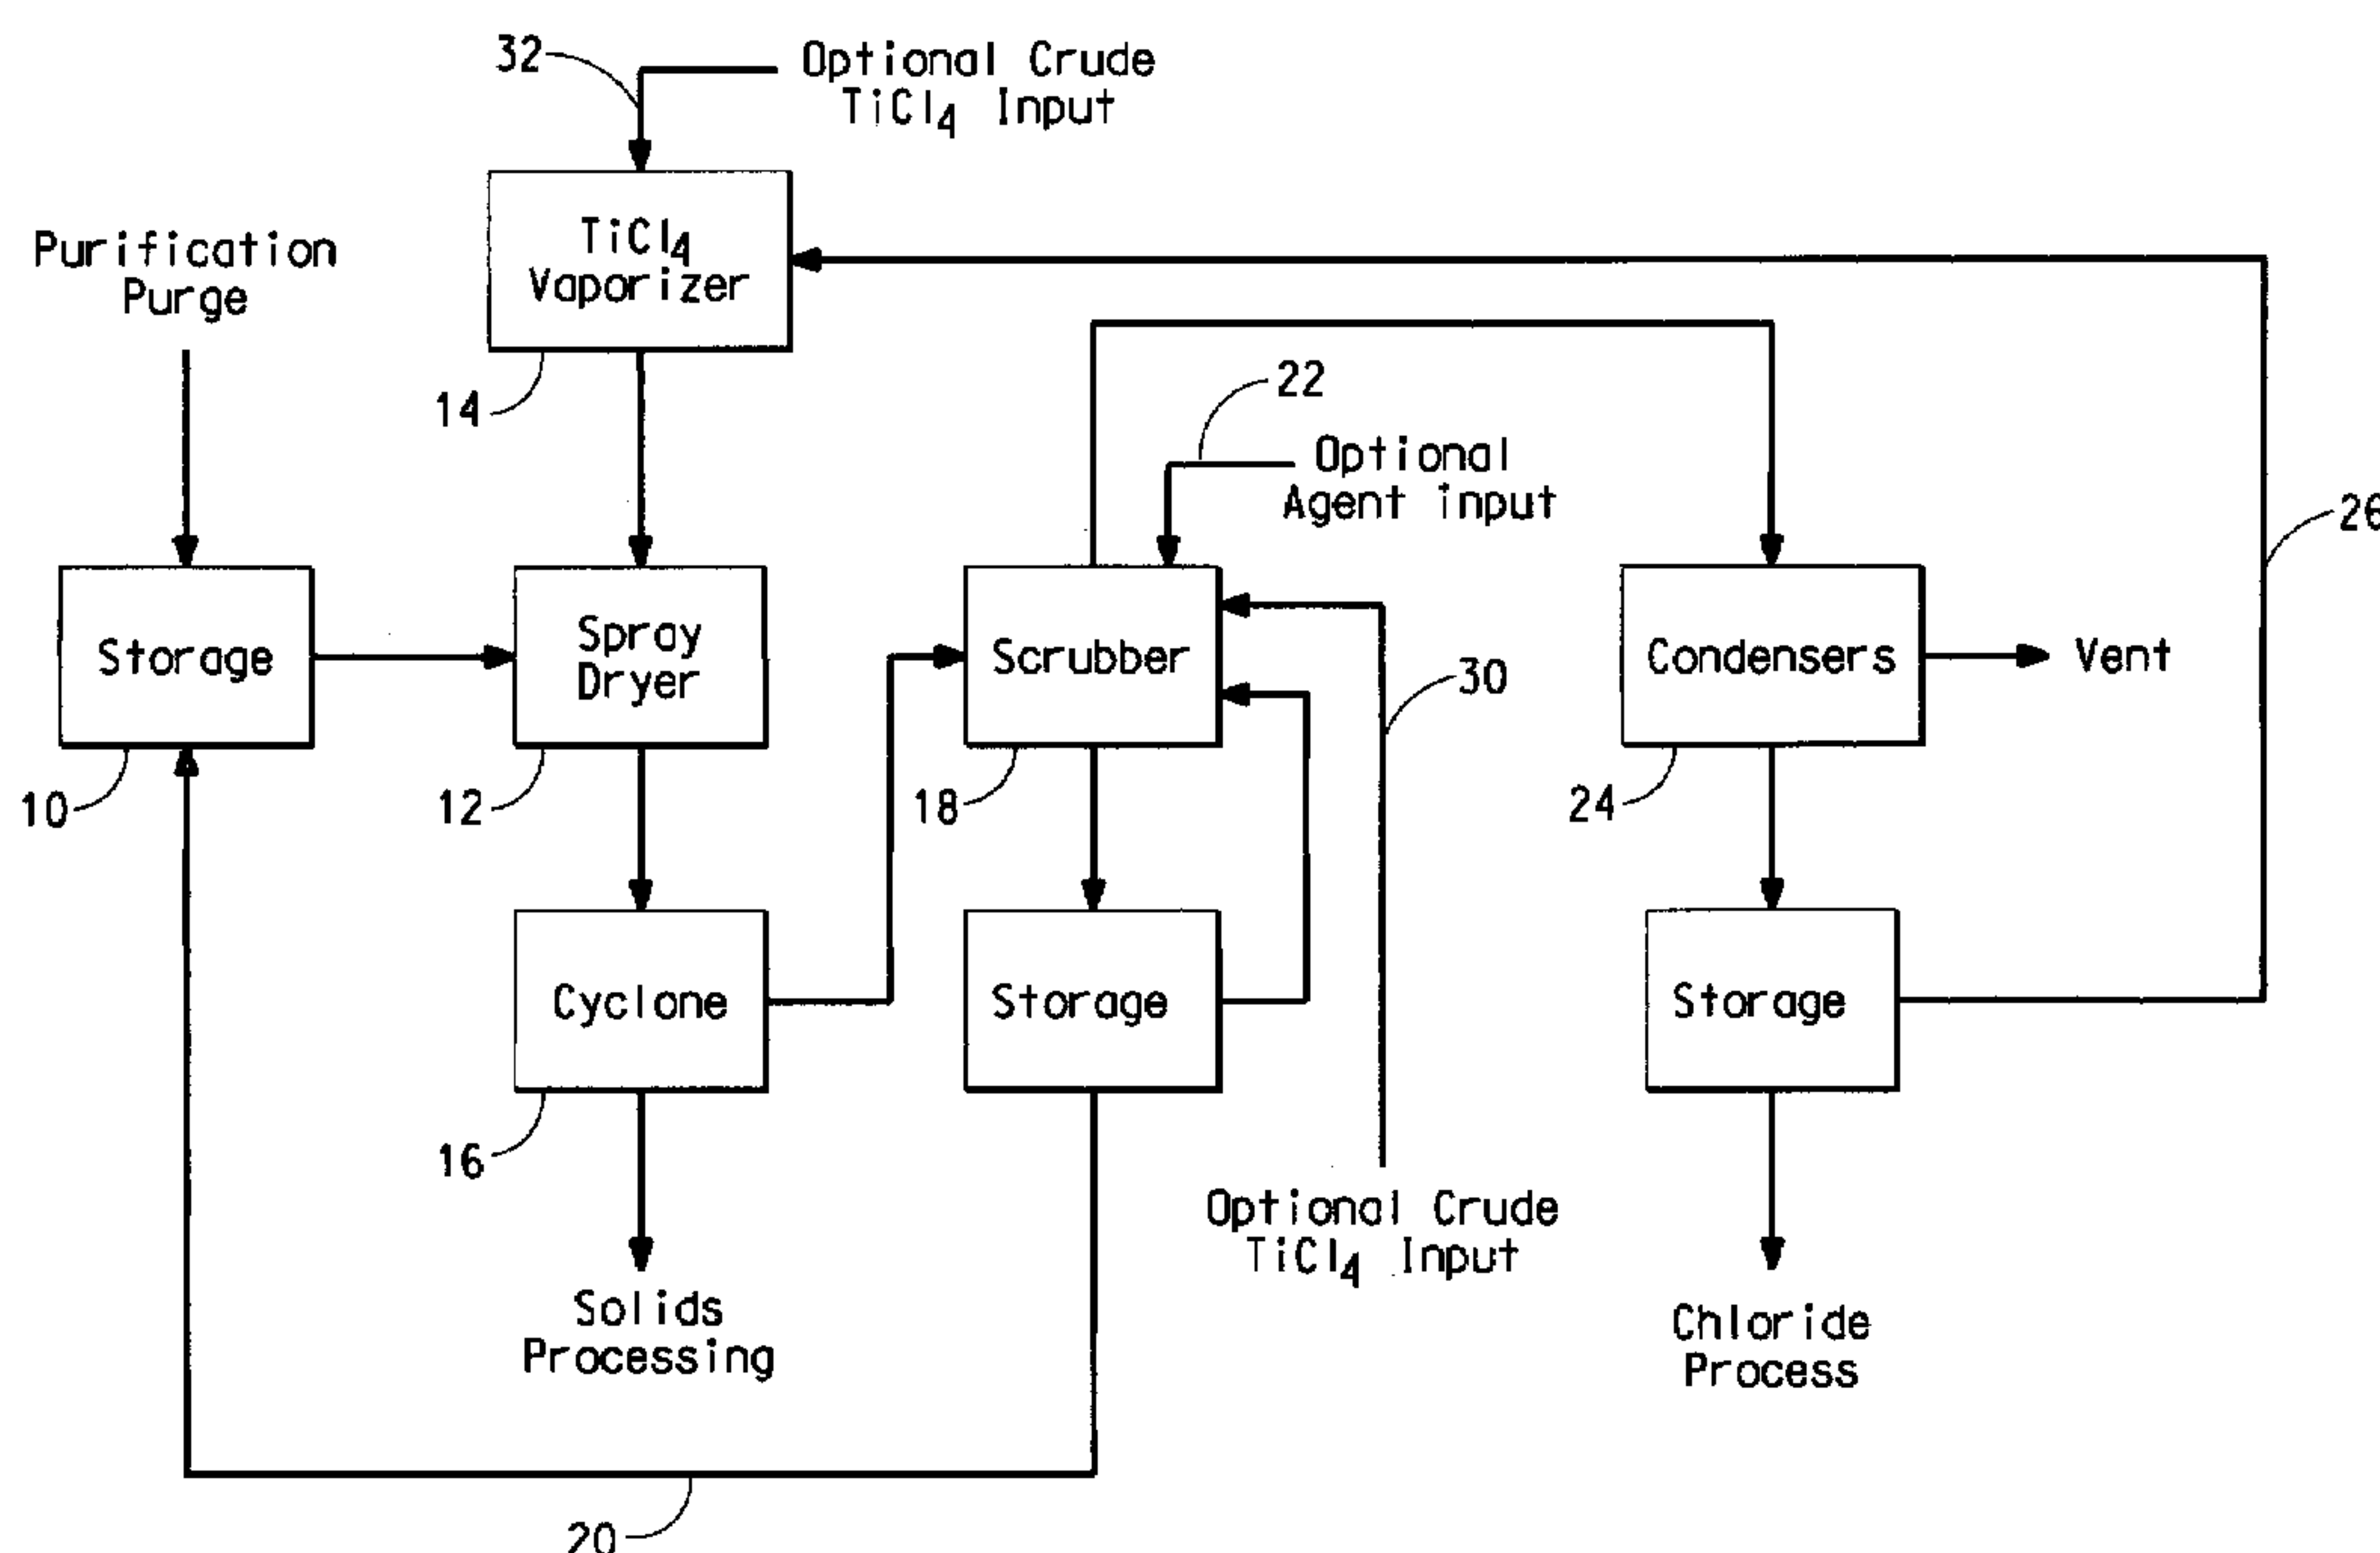 32
Optional Crude
TiCl4 Input
TiCl4
Vaporizer
Purification
Purge
14
22
Optional
Agent input
26
Storage
Spray
Dryer
Scrubber
Condensers
Vent
30
10
12
18
24
Cyclone
Storage
Storage
16
Optional Crude
TiCl4 Input
Solids
Processing
Chloride
Process
20